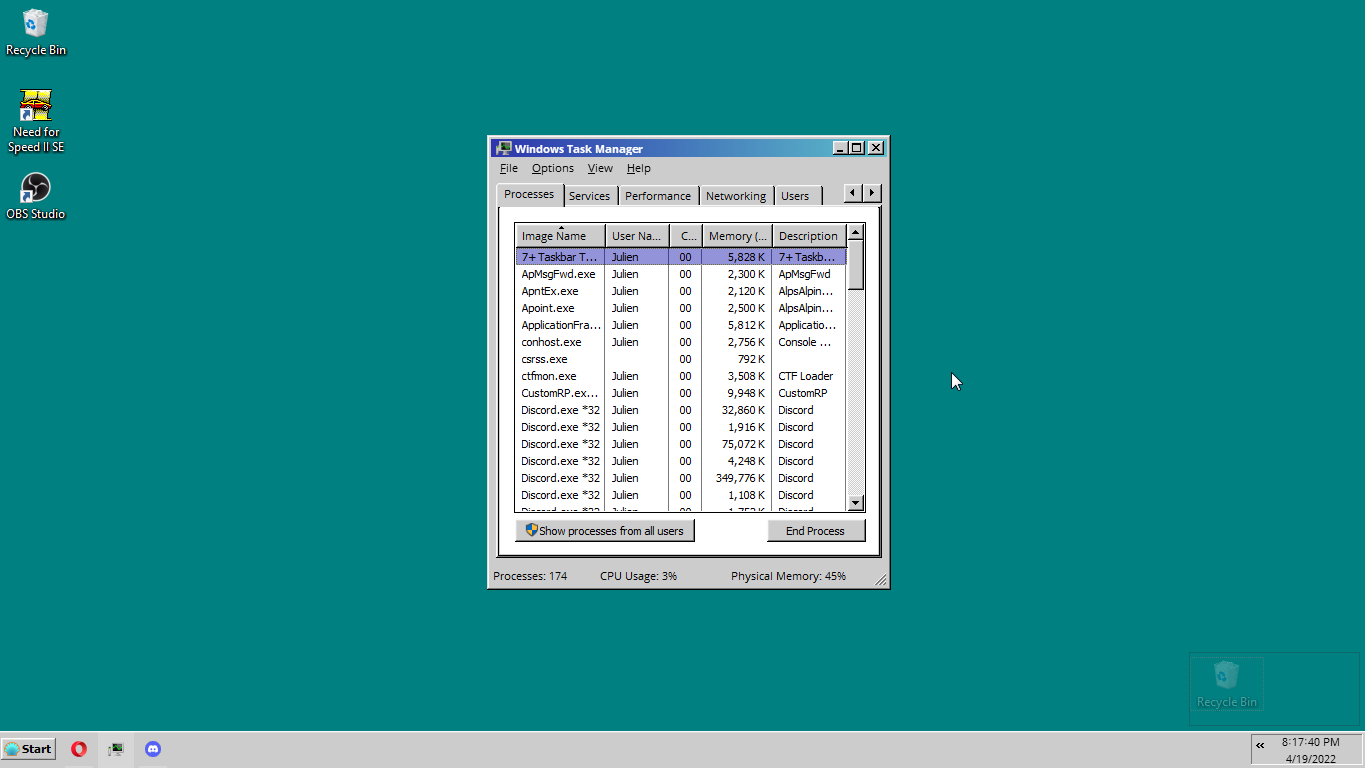 Recycle Bin
Need for
Speed II SE
OBS Studio
Windows Task Manager
File Options View Help
Processes Services Performance Networking Users
Image Name User Na... C... Memory (... Description
7+ Taskbar T... Julien 00 5,828 K 7+ Taskb...
ApMsgFwd.exe Julien 00 2,300 K ApMsgFwd
ApntEx.exe Julien 00 2,120 K AlpsAlpin...
Apoint.exe Julien 00 2,500 K AlpsAlpin...
ApplicationFra... Julien 00 5,812 K Applicatio...
conhost.exe Julien 00 2,756 K Console ...
csrss.exe 00 792 K
ctfmon.exe Julien 00 3,508 K CTF Loader
CustomRP.ex... Julien 00 9,948 K CustomRP
Discord.exe *32 Julien 00 32,860 K Discord
Discord.exe *32 Julien 00 1,916 K Discord
Discord.exe *32 Julien 00 75,072 K Discord
Discord.exe *32 Julien 00 4,248 K Discord
Discord.exe *32 Julien 00 349,776 K Discord
Discord.exe *32 Julien 00 1,108 K Discord
Show processes from all users End Process
Processes: 174 CPU Usage: 3% Physical Memory: 45%
Recycle Bin
Start
« 8:17:40 PM
4/19/2022